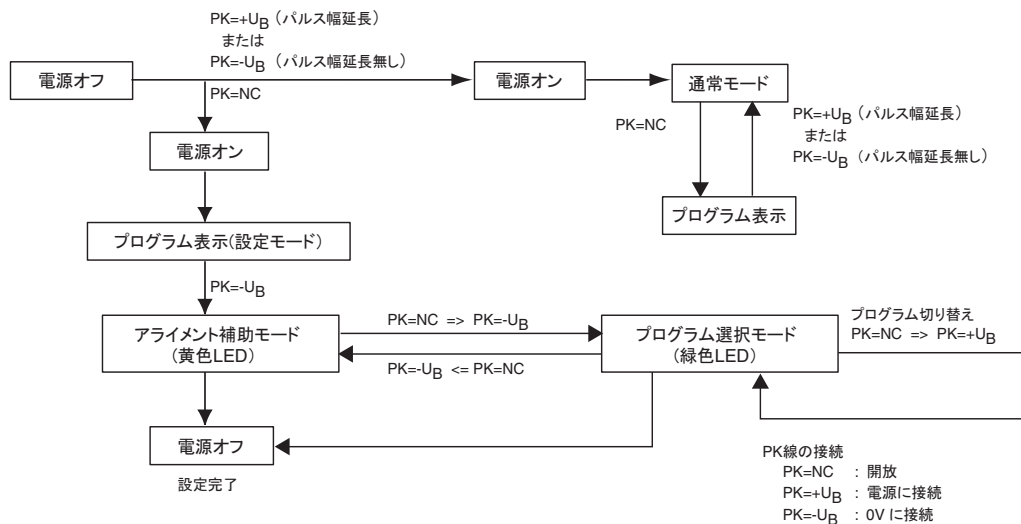 PK=+UB (パルス幅延長)
または
PK=-UB (パルス幅延長無し)
電源オフ
電源オン
通常モード
PK=NC
PK=NC
PK=+UB (パルス幅延長)
または
PK=-UB (パルス幅延長無し)
電源オン
プログラム表示
プログラム表示(設定モード)
PK=-UB
アライメント補助モード
(黄色LED)
PK=NC => PK=-UB
PK=-UB <= PK=NC
プログラム選択モード
(緑色LED)
プログラム切り替え
PK=NC => PK=+UB
電源オフ
設定完了
PK線の接続
PK=NC : 開放
PK=+UB : 電源に接続
PK=-UB : 0V に接続